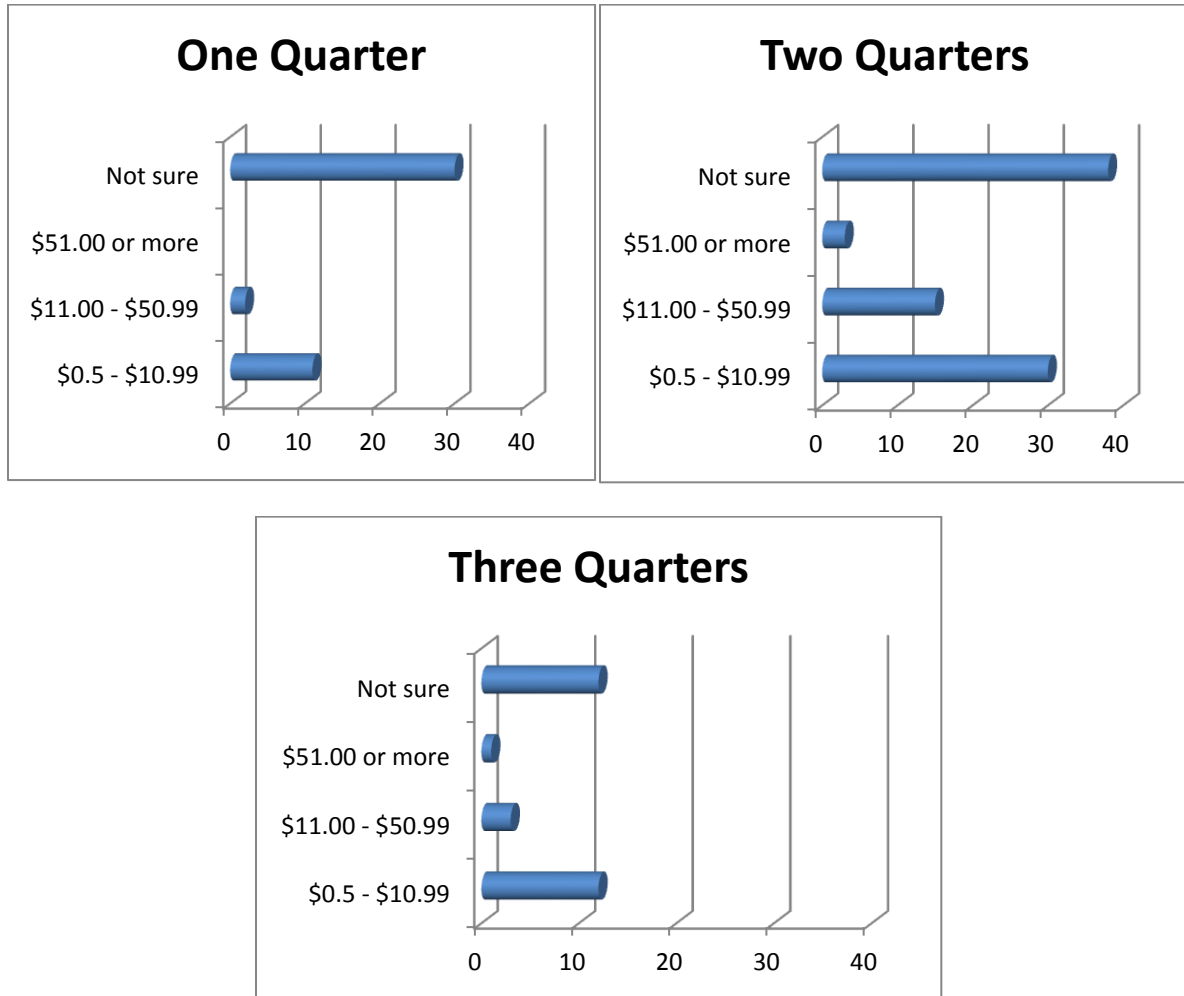 One Quarter
Not sure
$51.00 or more
$11.00 - $50.99
$0.5 - $10.99
0 10 20 30 40
Two Quarters
Not sure
$51.00 or more
$11.00 - $50.99
$0.5 - $10.99
0 10 20 30 40
Three Quarters
Not sure
$51.00 or more
$11.00 - $50.99
$0.5 - $10.99
0 10 20 30 40